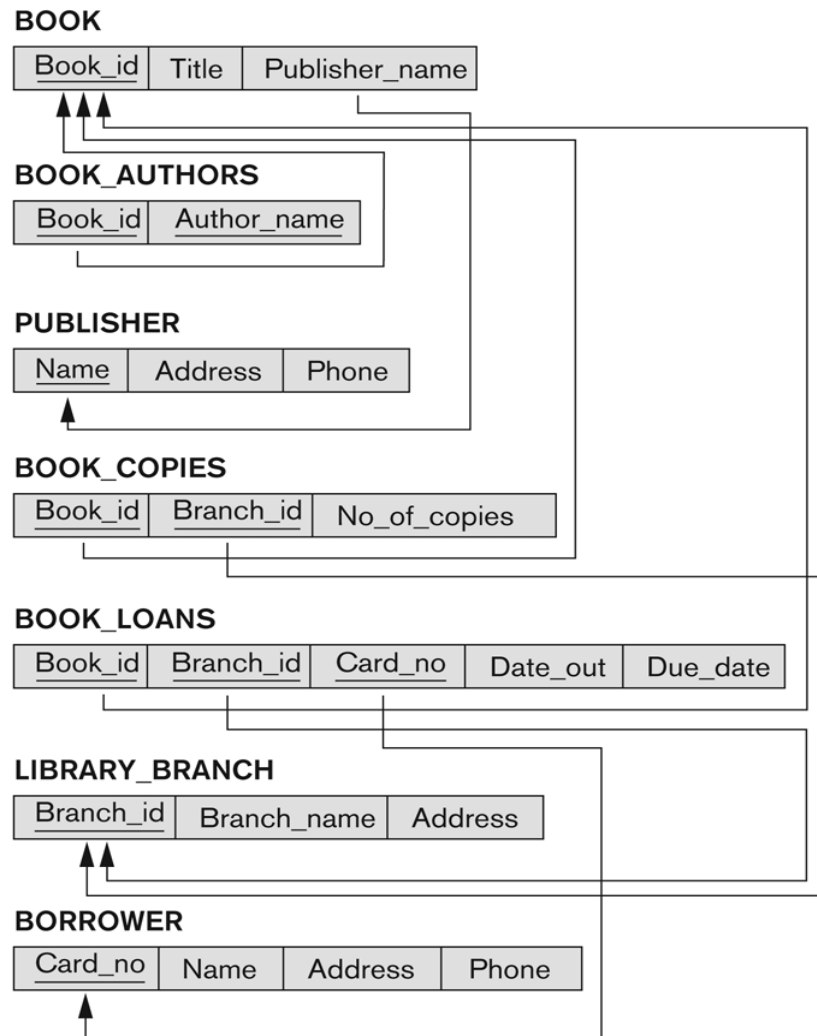 BOOK
Book_id Title Publisher_name
BOOK_AUTHORS
Book_id Author_name
PUBLISHER
Name Address Phone
BOOK_COPIES
Book_id Branch_id No_of_copies
BOOK_LOANS
Book_id Branch_id Card_no Date_out Due_date
LIBRARY_BRANCH
Branch_id Branch_name Address
BORROWER
Card_no Name Address Phone